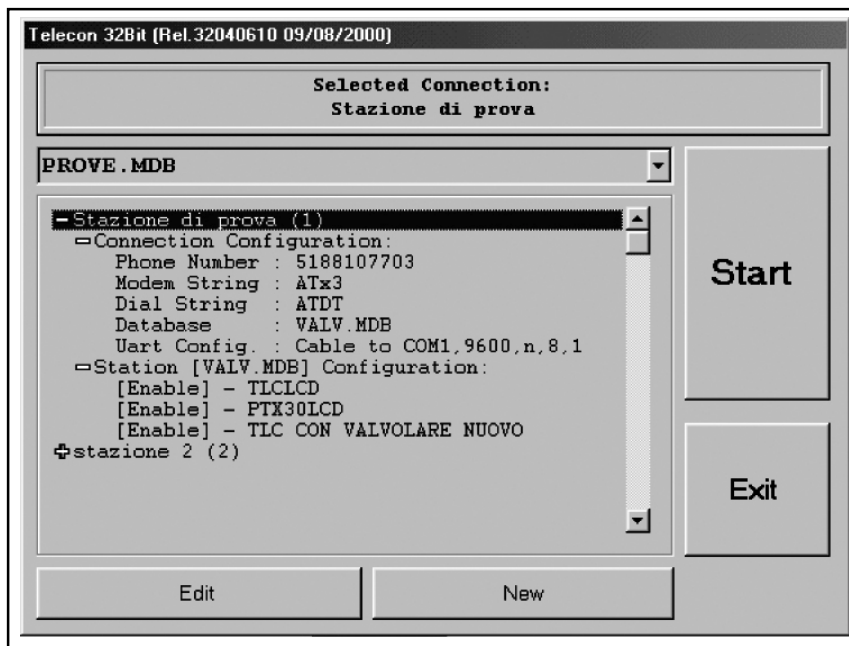 Telecon 32Bit (Rel.32040610 09/08/2000)
Selected Connection:
Stazione di prova
PROVE.MDB
Stazione di prova (1)
Connection Configuration:
Phone Number : 5188107703
Modem String : ATx3
Dial String : ATDT
Database : VALV.MDB
Uart Config. : Cable to COM1,9600,n,8,1
Station [VALV.MDB] Configuration:
[Enable] - TLCLCD
[Enable] - PTX30LCD
[Enable] - TLC CON VALVOLARE NUOVO
stazione 2 (2)
Start
Exit
Edit
New